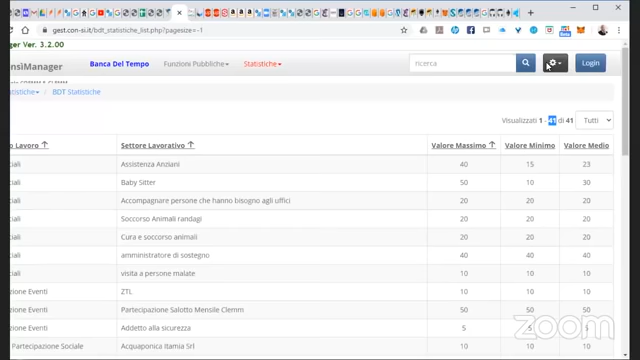 gest.con-si.it/bdt_statistiche_list.php?pagesize=-1
ger Ver. 3.2.00
onsìManager
Banca Del Tempo Funzioni Pubbliche Statistiche ricerca Login
tistiche BDT Statistiche
Visualizzati 1 - 41 di 41 Tutti
o Lavoro Settore Lavorativo Valore Massimo Valore Minimo Valore Medio
ciali Assistenza Anziani 40 15 23
ciali Baby Sitter 50 10 30
ciali Accompagnare persone che hanno bisogno agli uffici 20 20 20
ciali Soccorso Animali randagi 20 20 20
ciali Cura e soccorso animali 20 20 20
ciali amministratore di sostegno 40 40 40
ciali visita a persone malate 10 10 10
zione Eventi ZTL 10 10 10
zione Eventi Partecipazione Salotto Mensile Clemm 50 50 50
zione Eventi Addetto alla sicurezza 5 5
Partecipazione Sociale Acquaponica Itamia Srl 10 10 10
zoom